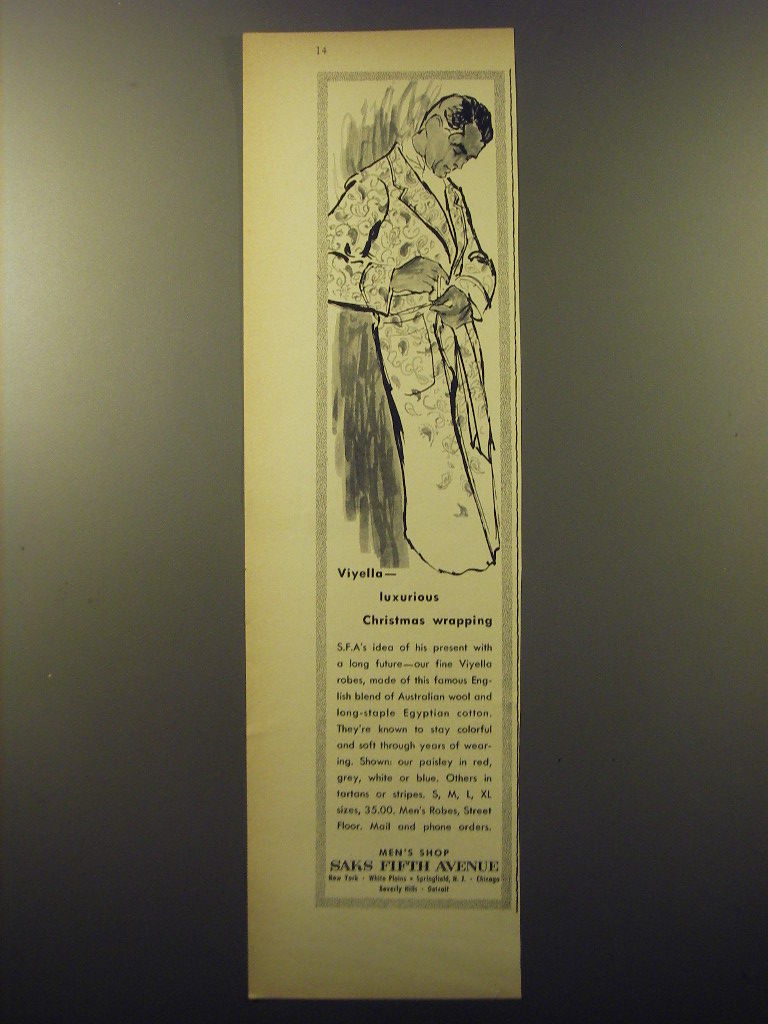 14
Viyella—
luxurious
Christmas wrapping
S.F.A's idea of his present with
a long future—our fine Viyella
robes, made of this famous Eng-
lish blend of Australian wool and
long-staple Egyptian cotton.
They're known to stay colorful
and soft through years of wear-
ing. Shown: our paisley in red,
grey, white or blue. Others in
tartans or stripes. S, M, L, XL
sizes, 35.00. Men's Robes, Street
Floor. Mail and phone orders.
MEN'S SHOP
SAKS FIFTH AVENUE
New York • White Plains • Springfield, N. J. • Chicago
Beverly Hills • Detroit